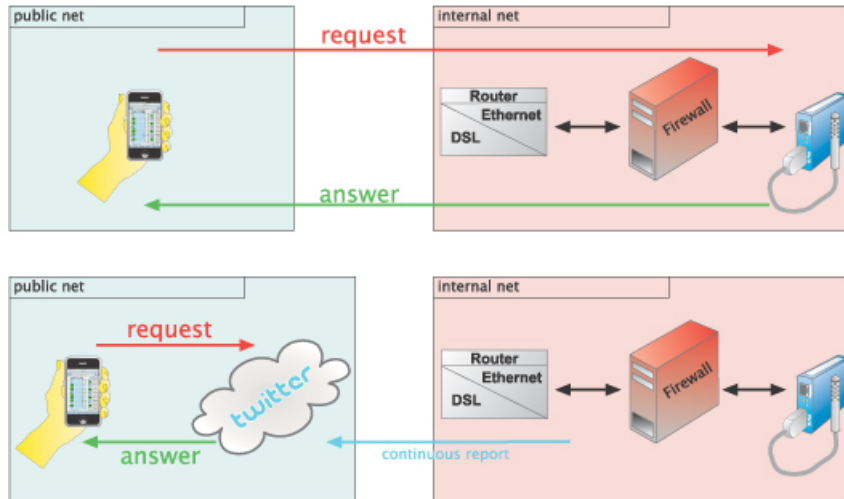 public net
internal net
request
Router
Ethernet
DSL
Firewall
answer
public net
internal net
request
twitter
Router
Ethernet
DSL
Firewall
answer
continuous report